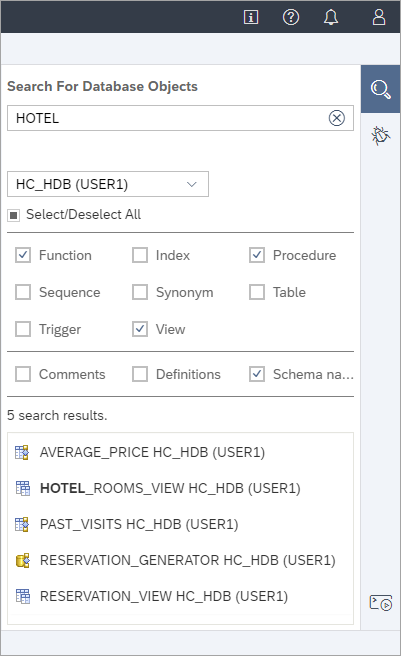 Search For Database Objects
HOTEL
HC_HDB (USER1)
Select/Deselect All
Function Index Procedure
Sequence Synonym Table
Trigger View
Comments Definitions Schema na...
5 search results.
AVERAGE_PRICE HC_HDB (USER1)
HOTEL_ROOMS_VIEW HC_HDB (USER1)
PAST_VISITS HC_HDB (USER1)
RESERVATION_GENERATOR HC_HDB (USER1)
RESERVATION_VIEW HC_HDB (USER1)